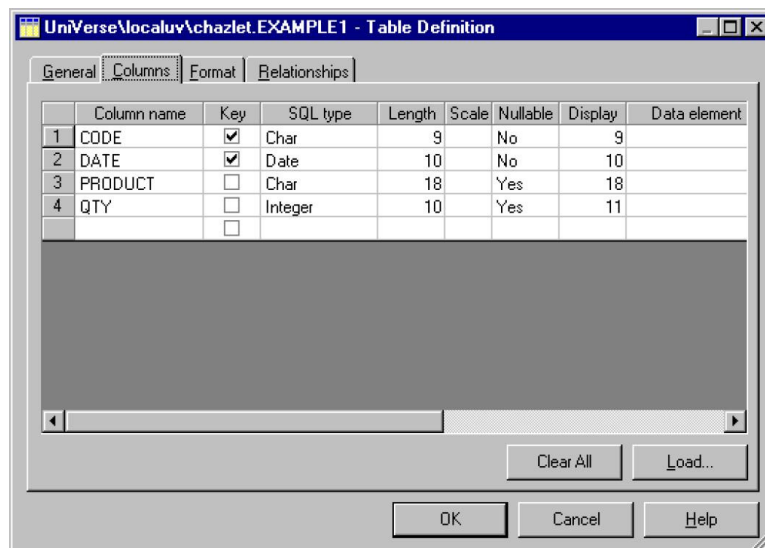 UniVerse\localuv\chazlet.EXAMPLE1 - Table Definition
General Columns Format Relationships
Column name Key SQL type Length Scale Nullable Display Data element
1 CODE Char 9 No 9
2 DATE Date 10 No 10
3 PRODUCT Char 18 Yes 18
4 QTY Integer 10 Yes 11
Clear All Load...
OK Cancel Help